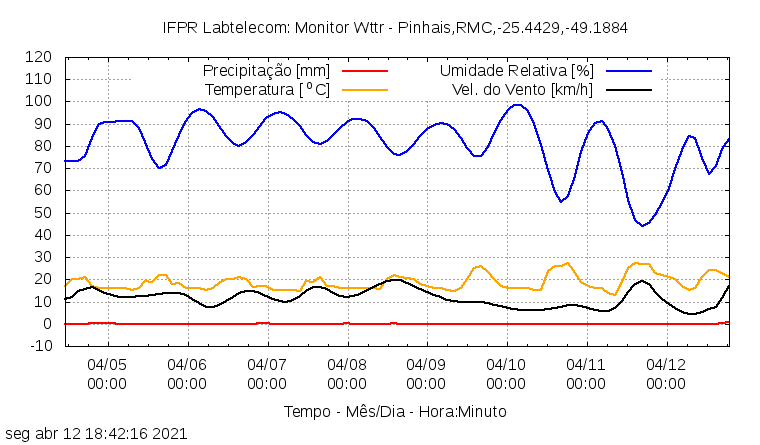 IFPR Labtelecom: Monitor Wttr - Pinhais,RMC,-25.4429,-49.1884
Precipitação [mm]
Umidade Relativa [%]
Temperatura [⁰C]
Vel. do Vento [km/h]
120
110
100
90
80
70
60
50
40
30
20
10
0
-10
04/05 04/06 04/07 04/08 04/09 04/10 04/11 04/12
00:00 00:00 00:00 00:00 00:00 00:00 00:00 00:00
Tempo - Mês/Dia - Hora:Minuto
seg abr 12 18:42:16 2021